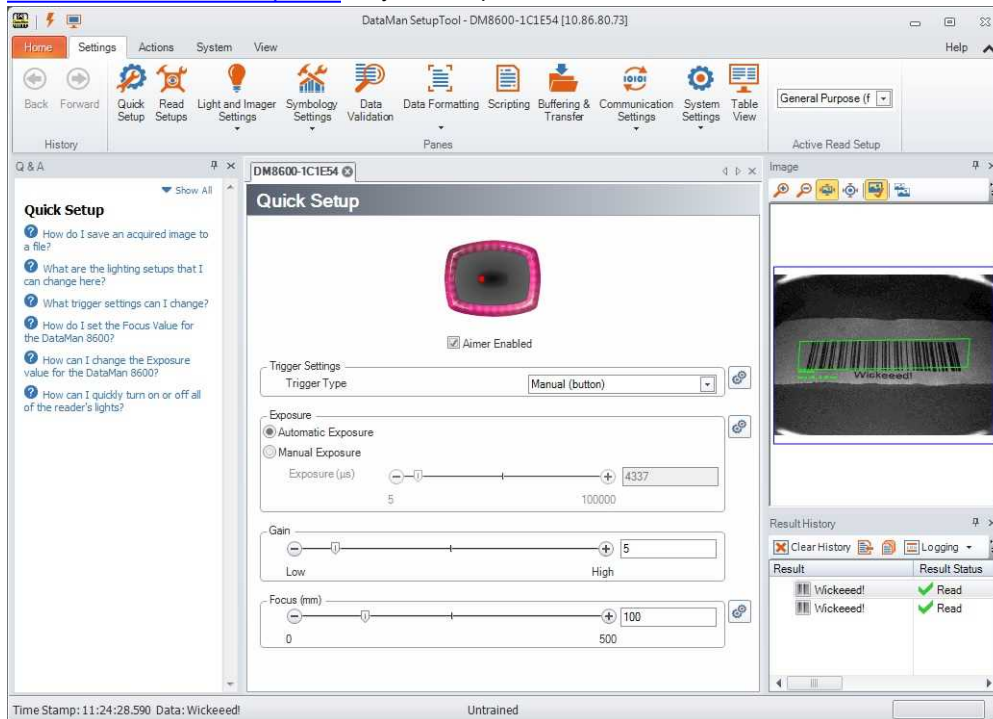 DataMan SetupTool - DM8600-1C1E54 [10.86.80.73]
Home Settings Actions System View Help
Back Forward Quick Setup Read Setups Light and Imager Settings Symbology Settings Data Validation Data Formatting Scripting Buffering & Transfer Communication Settings System Settings Table View General Purpose (f
History Panes Active Read Setup
Q & A
Show All
Quick Setup
How do I save an acquired image to
a file?
What are the lighting setups that I
can change here?
What trigger settings can I change?
How do I set the Focus Value for
the DataMan 8600?
How can I change the Exposure
value for the DataMan 8600?
How can I quickly turn on or off all
of the reader's lights?
DM8600-1C1E54
Quick Setup
Aimer Enabled
Trigger Settings
Trigger Type Manual (button)
Exposure
Automatic Exposure
Manual Exposure
Exposure (µs) 4337
5 100000
Gain
5
Low High
Focus (mm)
100
0 500
Image
Wickeeed!
Result History
Clear History Logging
Result Result Status
Wickeeed! Read
Wickeeed! Read
Time Stamp: 11:24:28.590 Data: Wickeeed! Untrained